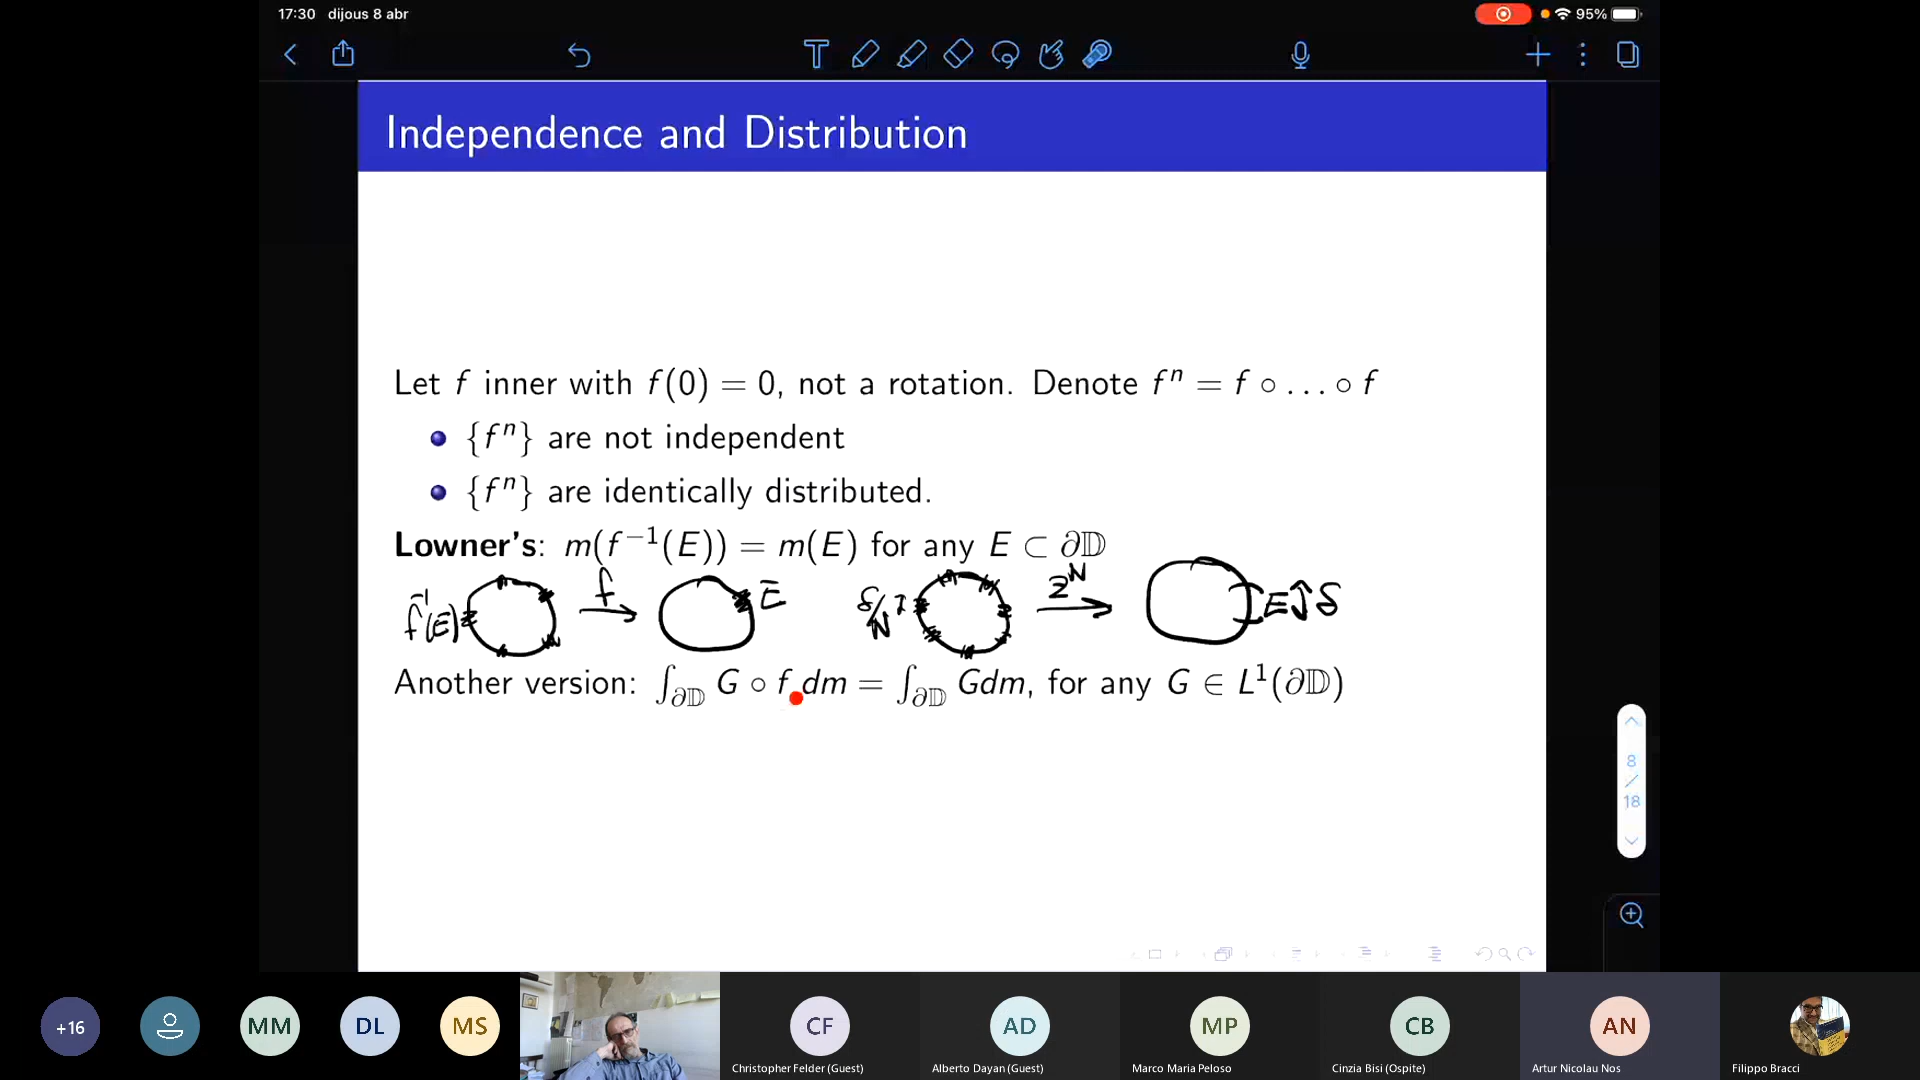 17:30 dijous 8 abr
95%
Independence and Distribution
Let f inner with f(0) = 0, not a rotation. Denote fⁿ = f ∘ … ∘ f
{fⁿ} are not independent
{fⁿ} are identically distributed.
Lowner's: m(f⁻¹(E)) = m(E) for any E ⊂ ∂𝔻
f⁻¹(E) f E δ/N zᴺ E δ
Another version: ∫∂𝔻 G ∘ f dm = ∫∂𝔻 Gdm, for any G ∈ L¹(∂𝔻)
8
/
18
+16 MM DL MS CF AD MP CB AN
Christopher Felder (Guest) Alberto Dayan (Guest) Marco Maria Peloso Cinzia Bisi (Ospite) Artur Nicolau Nos Filippo Bracci